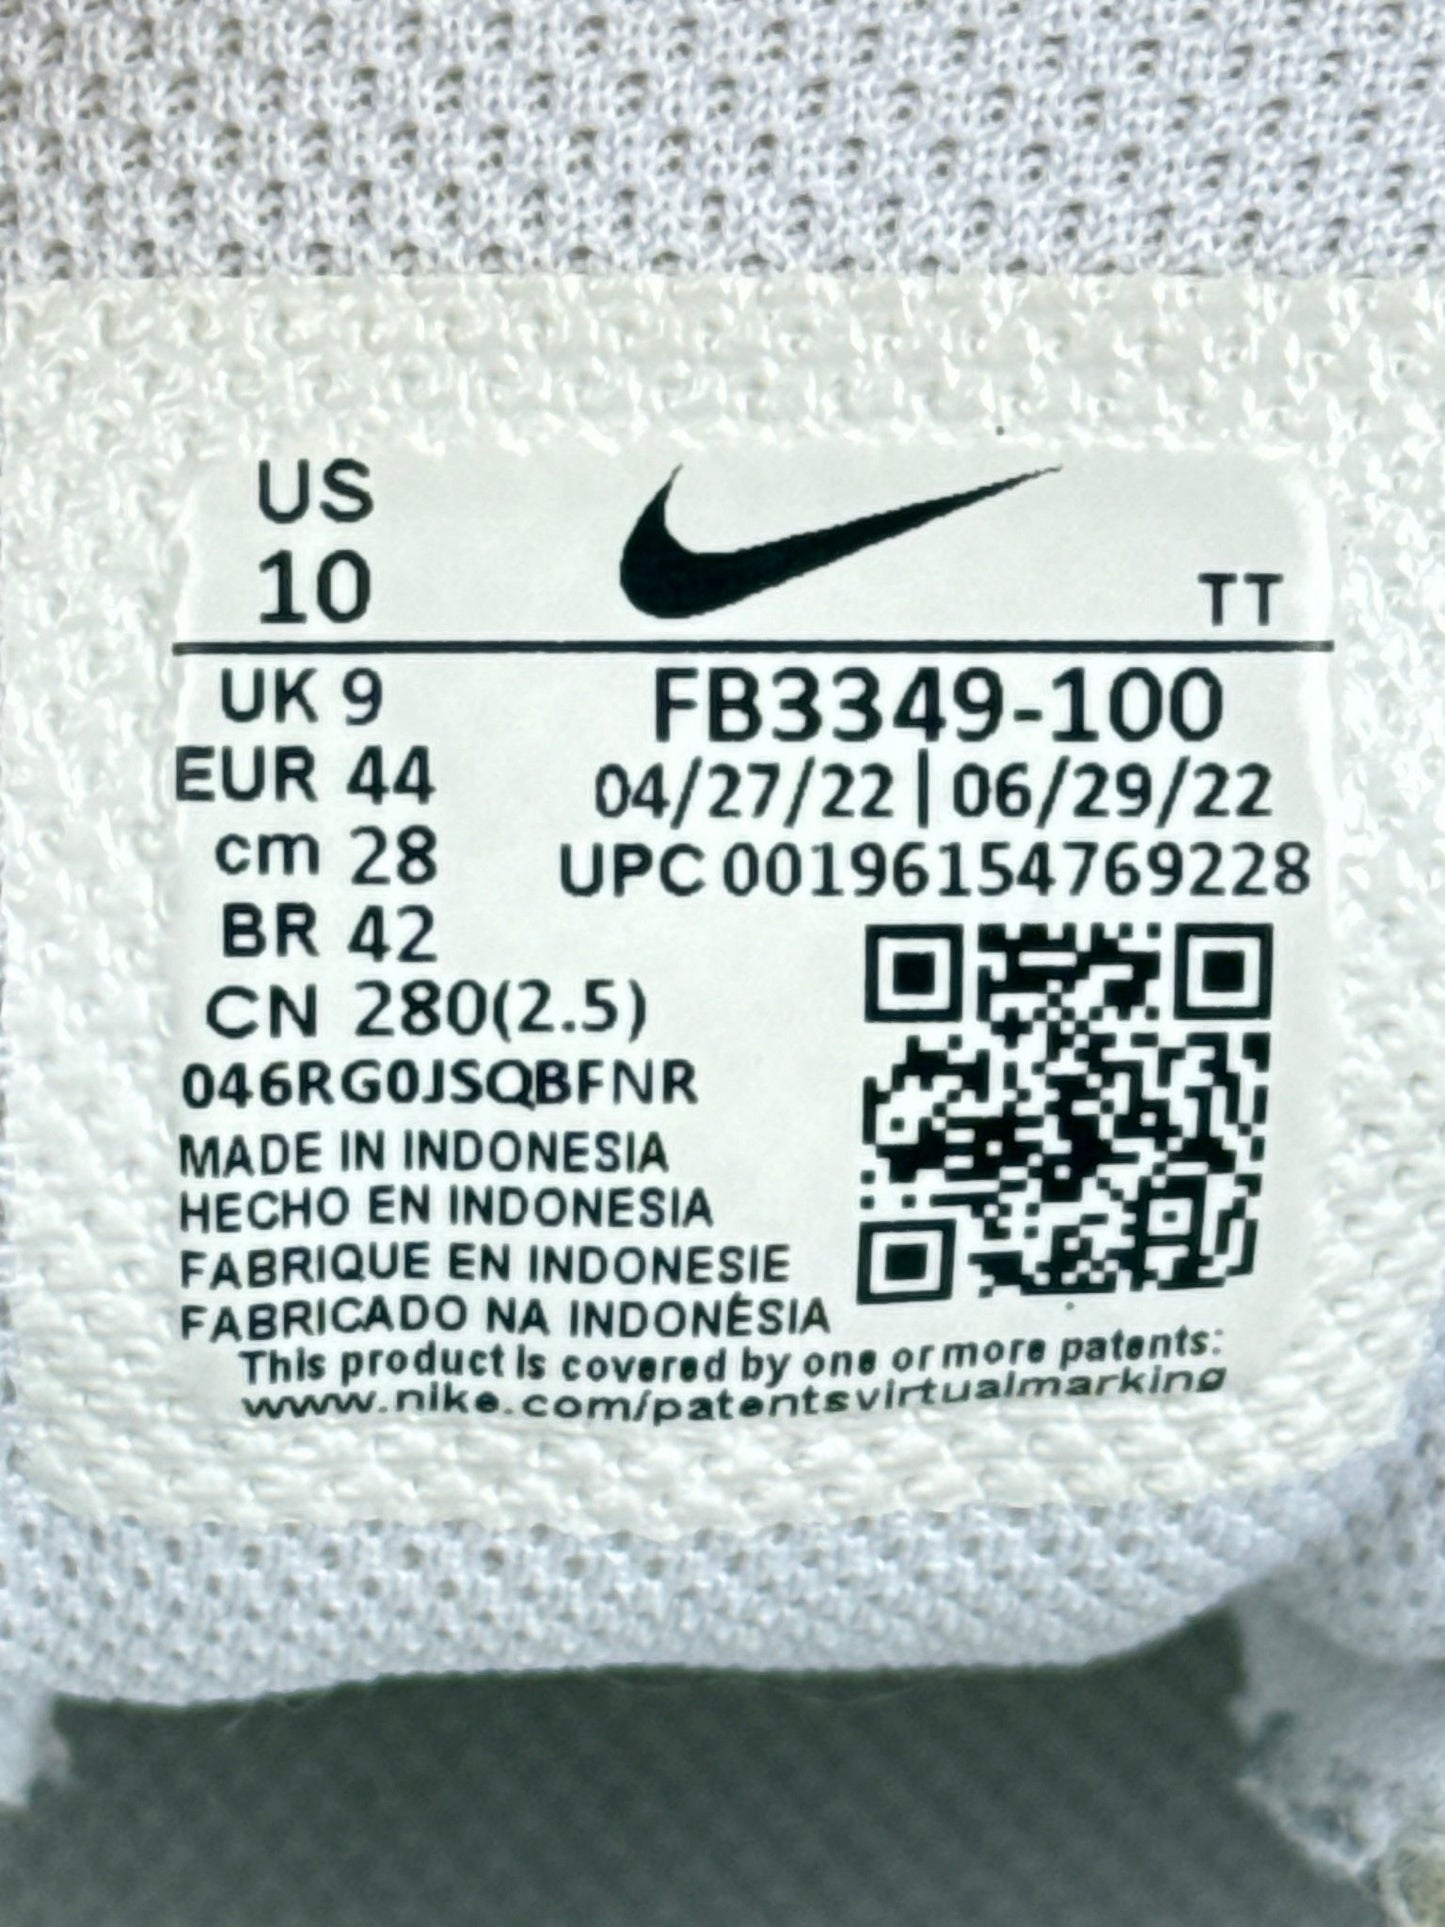 US
10
TT
UK 9
FB3349-100
EUR 44
04/27/22 | 06/29/22
cm 28
UPC 00196154769228
BR 42
CN 280(2.5)
046RG0JSQBFNR
MADE IN INDONESIA
HECHO EN INDONESIA
FABRIQUE EN INDONESIE
FABRICADO NA INDONÉSIA
This product is covered by one or more patents:
www.nike.com/patentsvirtualmarking